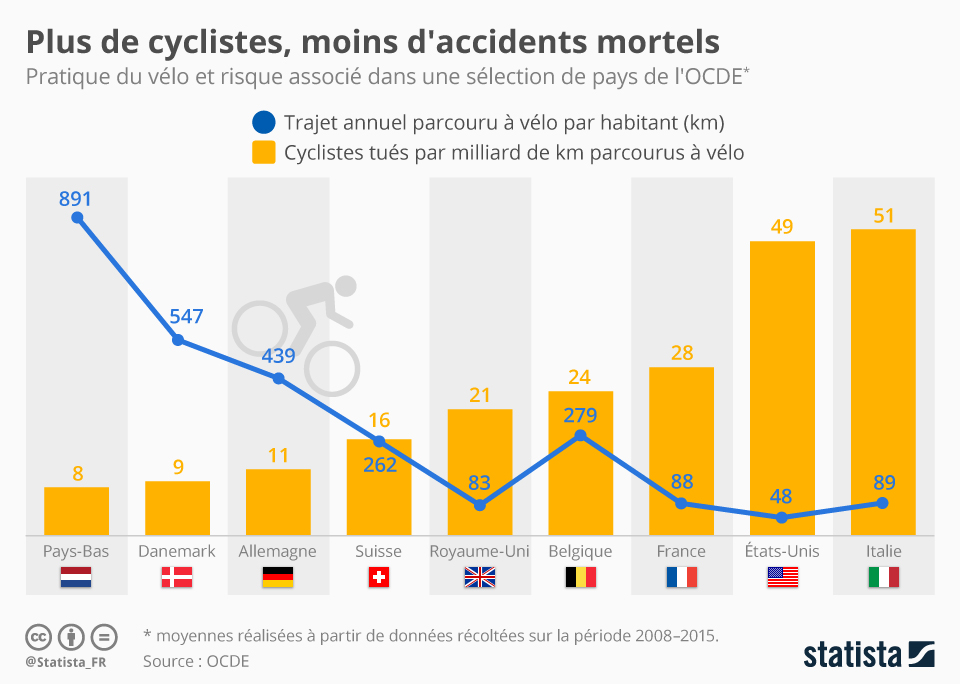 Plus de cyclistes, moins d'accidents mortels
Pratique du vélo et risque associé dans une sélection de pays de l'OCDE*
Trajet annuel parcouru à vélo par habitant (km)
Cyclistes tués par milliard de km parcourus à vélo
891 547 439 262 83 279 88 48 89
8 9 11 16 21 24 28 49 51
Pays-Bas Danemark Allemagne Suisse Royaume-Uni Belgique France États-Unis Italie
* moyennes réalisées à partir de données récoltées sur la période 2008–2015.
@Statista_FR Source : OCDE
cc
statista